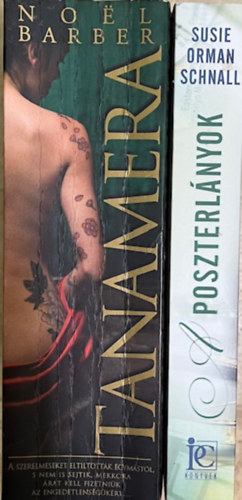 NOËL
BARBER
TANAMERA
A SZERELMESEKET ELTILTOTTÁK EGYMÁSTÓL,
S NEM IS SEJTIK, MEKKORA
ÁRAT KELL FIZETNIÜK
AZ ENGEDETLENSÉGÜKÉRT...
SUSIE
ORMAN
SCHNALL
A POSZTERLÁNYOK
I.P.C.
KÖNYVEK